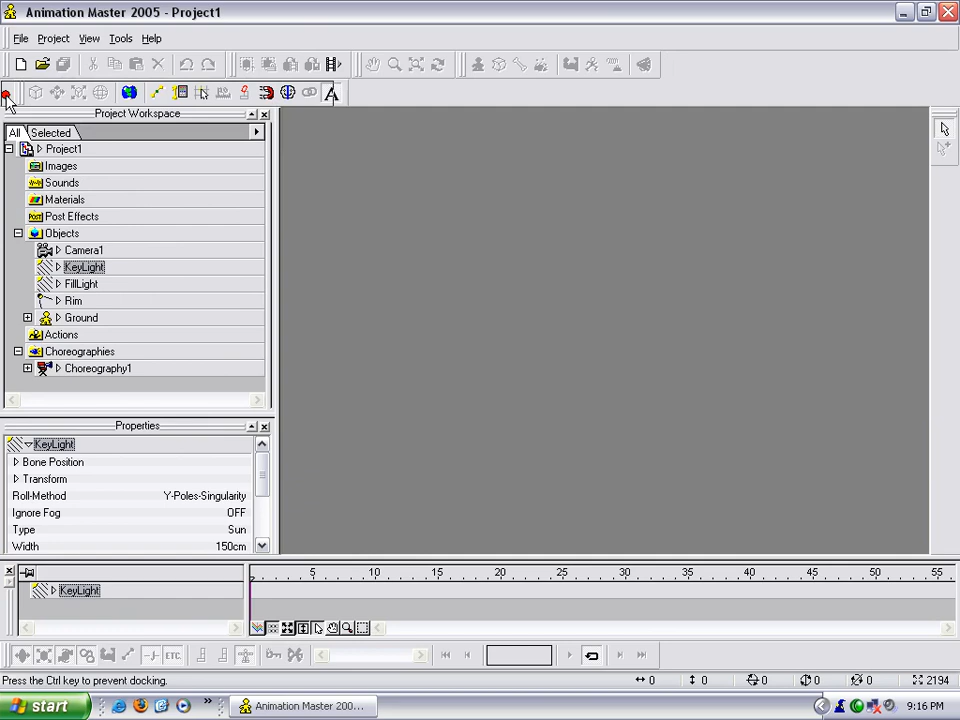 Animation Master 2005 - Project1
File Project View Tools Help
Project Workspace
All Selected
Project1
Images
Sounds
Materials
Post Effects
Objects
Camera1
KeyLight
FillLight
Rim
Ground
Actions
Choreographies
Choreography1
Properties
KeyLight
Bone Position
Transform
Roll-Method Y-Poles-Singularity
Ignore Fog OFF
Type Sun
Width 150cm
5 10 15 20 25 30 35 40 45 50 55
KeyLight
ETC.
Press the Ctrl key to prevent docking. 0 0 0 0 0 2194
start Animation Master 200... 9:16 PM